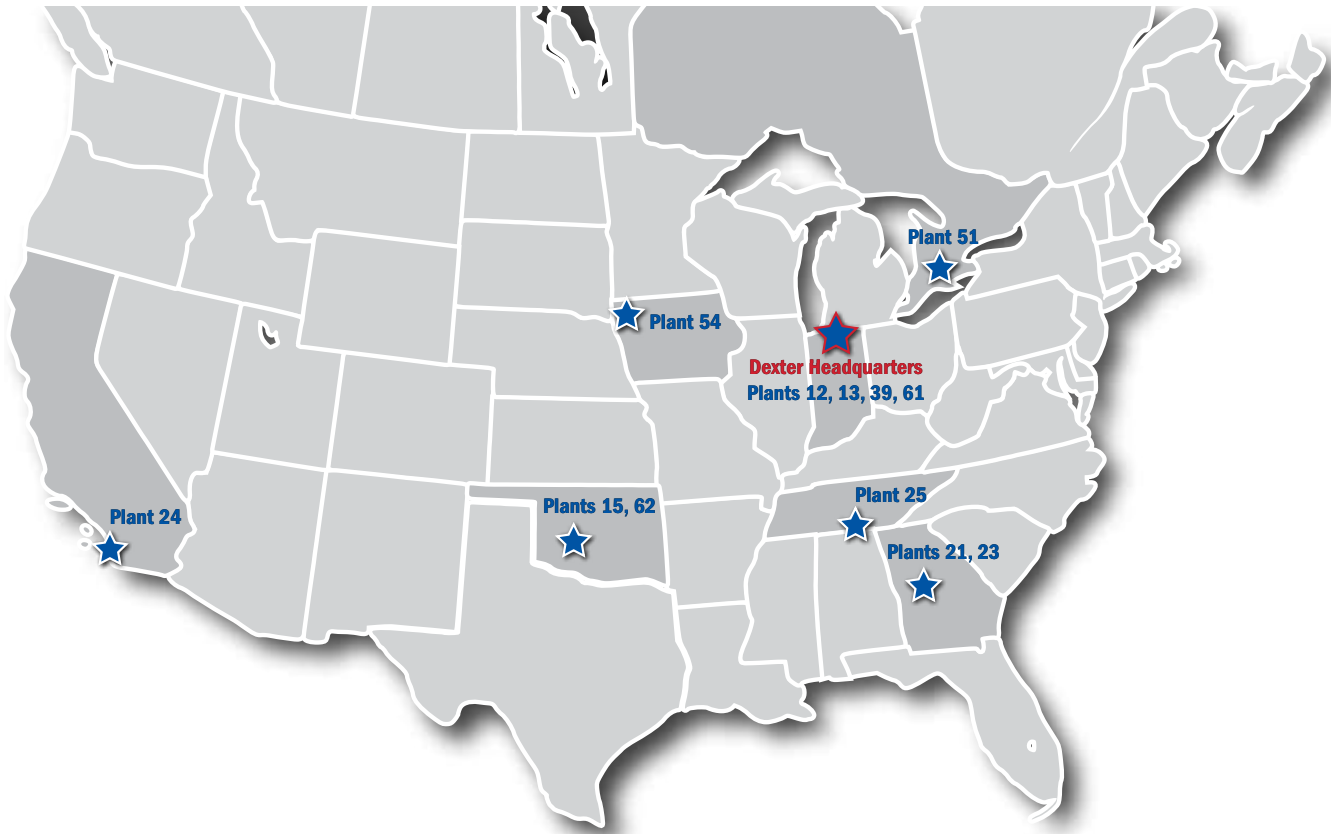 Plant 51
Plant 54
Dexter Headquarters
Plants 12, 13, 39, 61
Plant 25
Plants 15, 62
Plant 24
Plants 21, 23